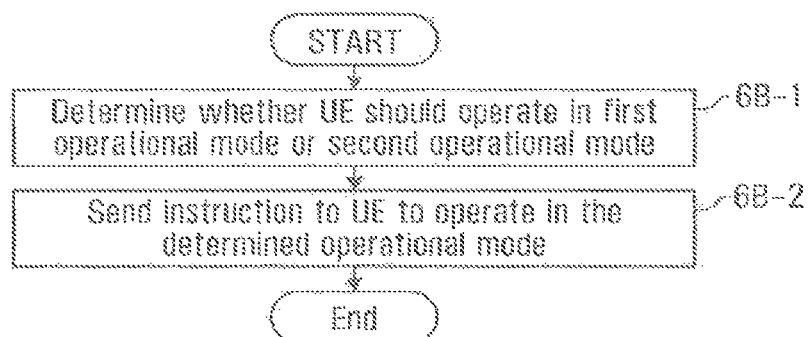 START
Determine whether UE should operate in first
operational mode or second operational mode
6B-1
Send instruction to UE to operate in the
determined operational mode
6B-2
End